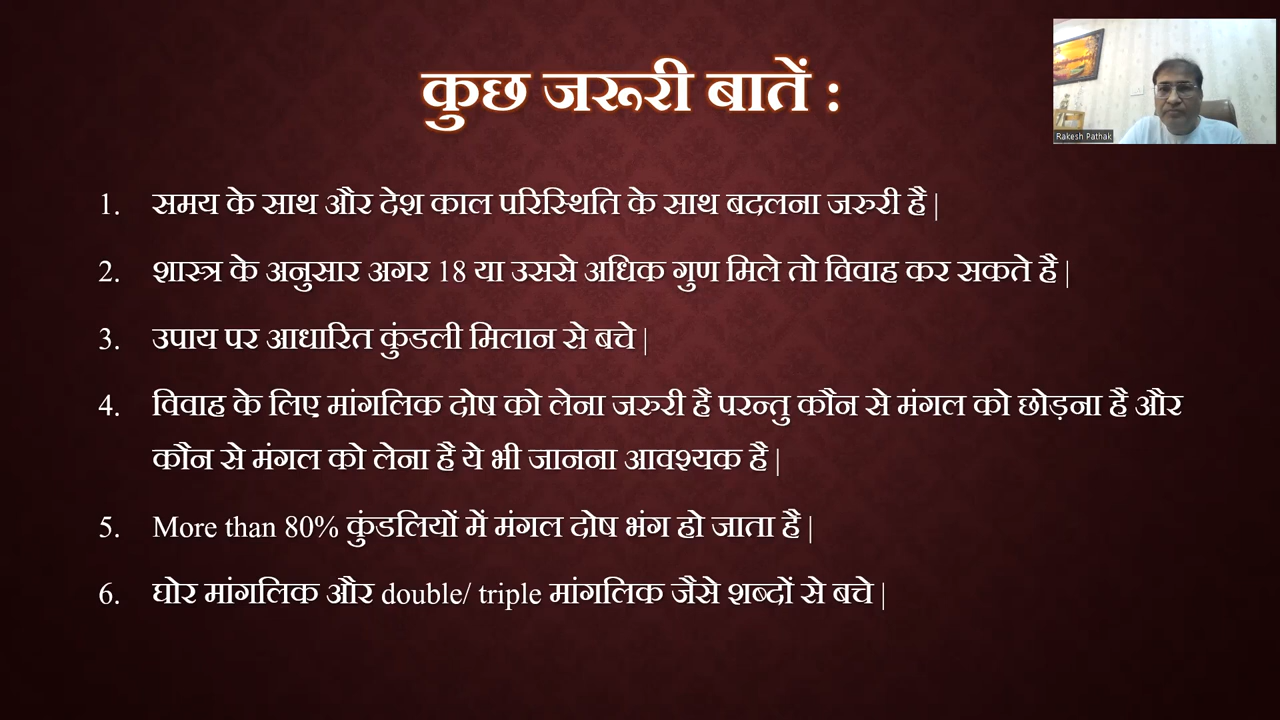 कुछ जरूरी बातें :
Rakesh Pathak
1. समय के साथ और देश काल परिस्थिति के साथ बदलना जरुरी है |
2. शास्त्र के अनुसार अगर 18 या उससे अधिक गुण मिले तो विवाह कर सकते है |
3. उपाय पर आधारित कुंडली मिलान से बचे |
4. विवाह के लिए मांगलिक दोष को लेना जरुरी है परन्तु कौन से मंगल को छोड़ना है और
कौन से मंगल को लेना है ये भी जानना आवश्यक है |
5. More than 80% कुंडलियों में मंगल दोष भंग हो जाता है |
6. घोर मांगलिक और double/ triple मांगलिक जैसे शब्दों से बचे |